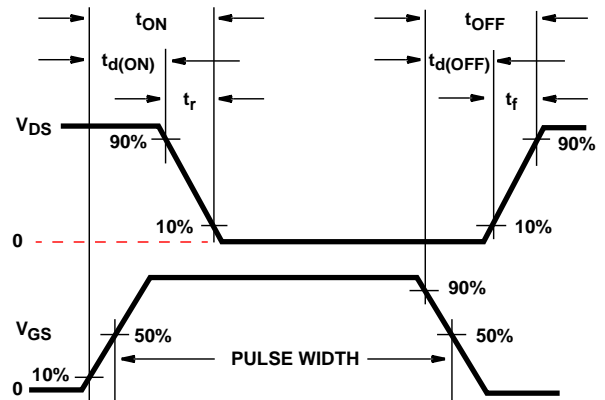 tON tOFF
td(ON) td(OFF)
tr tf
VDS
90% 90%
10% 10%
0
90%
VGS 50% 50%
PULSE WIDTH
10%
0